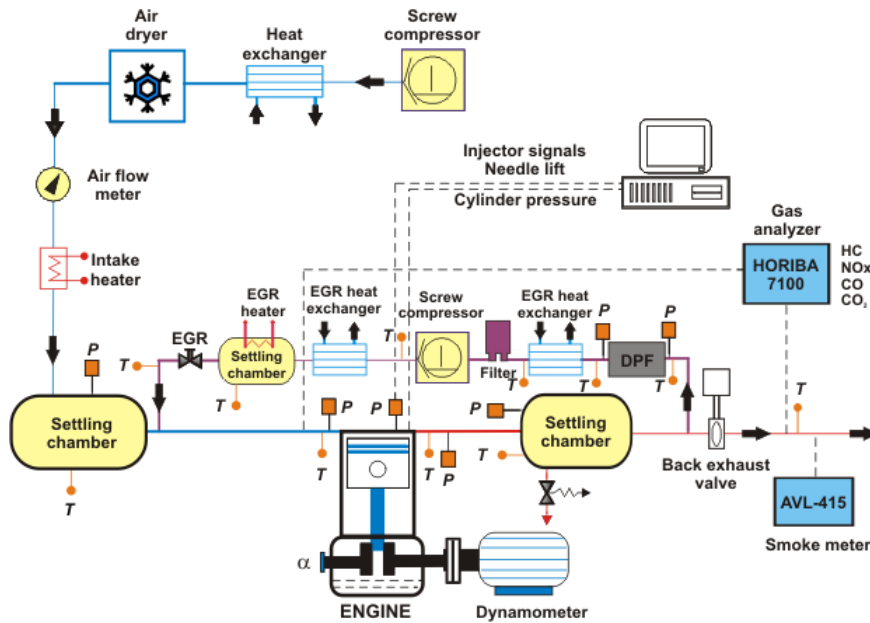 Air
dryer
Heat
exchanger
Screw
compressor
Injector signals
Needle lift
Cylinder pressure
Air flow
meter
Gas
analyzer
HORIBA
7100
HC
NOx
CO
CO₂
Intake
heater
EGR
heater
EGR heat
exchanger
Screw
compressor
EGR heat
exchanger
P
P
EGR
P
T
Settling
chamber
T
Filter
DPF
T
T
T
T
T
Settling
chamber
P
P
P
Settling
chamber
T
T
P
T
Back exhaust
valve
T
AVL-415
Smoke meter
α
ENGINE
Dynamometer